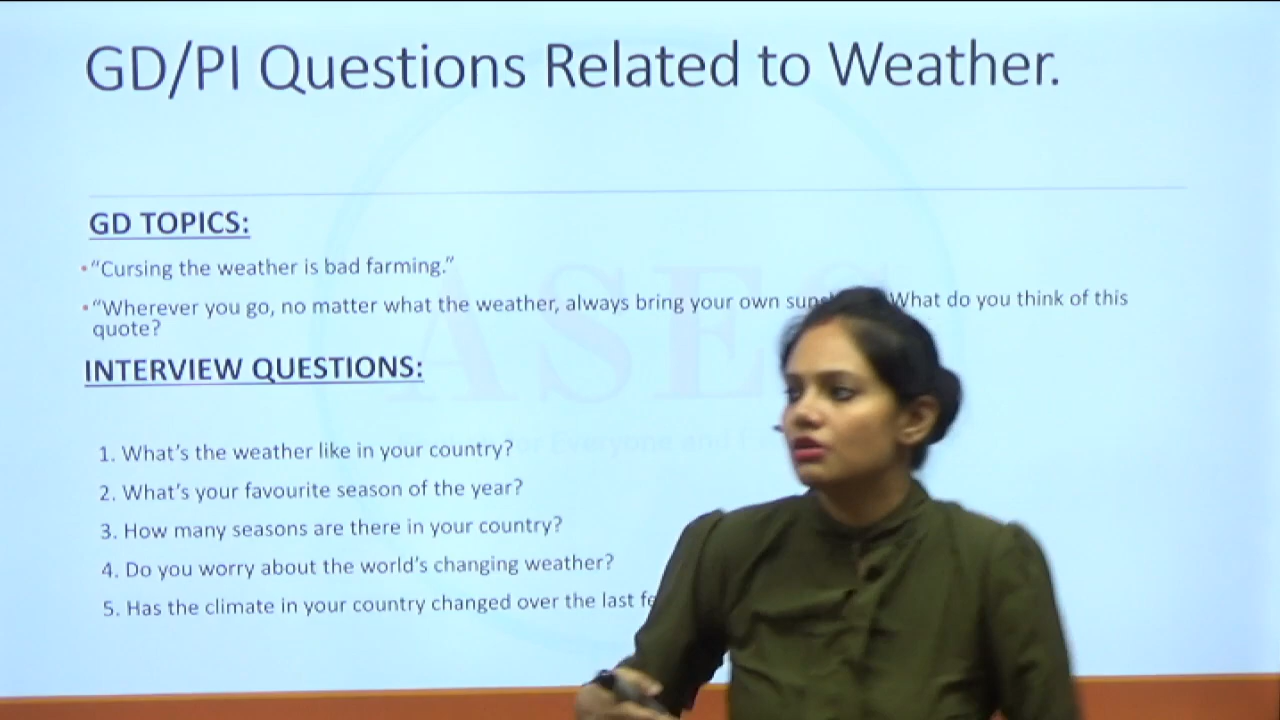 GD/PI Questions Related to Weather.
GD TOPICS:
• “Cursing the weather is bad farming.”
• “Wherever you go, no matter what the weather, always bring your own What do you think of this
quote?
INTERVIEW QUESTIONS:
ASES
for Everyone and
1. What’s the weather like in your country?
2. What’s your favourite season of the year?
3. How many seasons are there in your country?
4. Do you worry about the world’s changing weather?
5. Has the climate in your country changed over the last